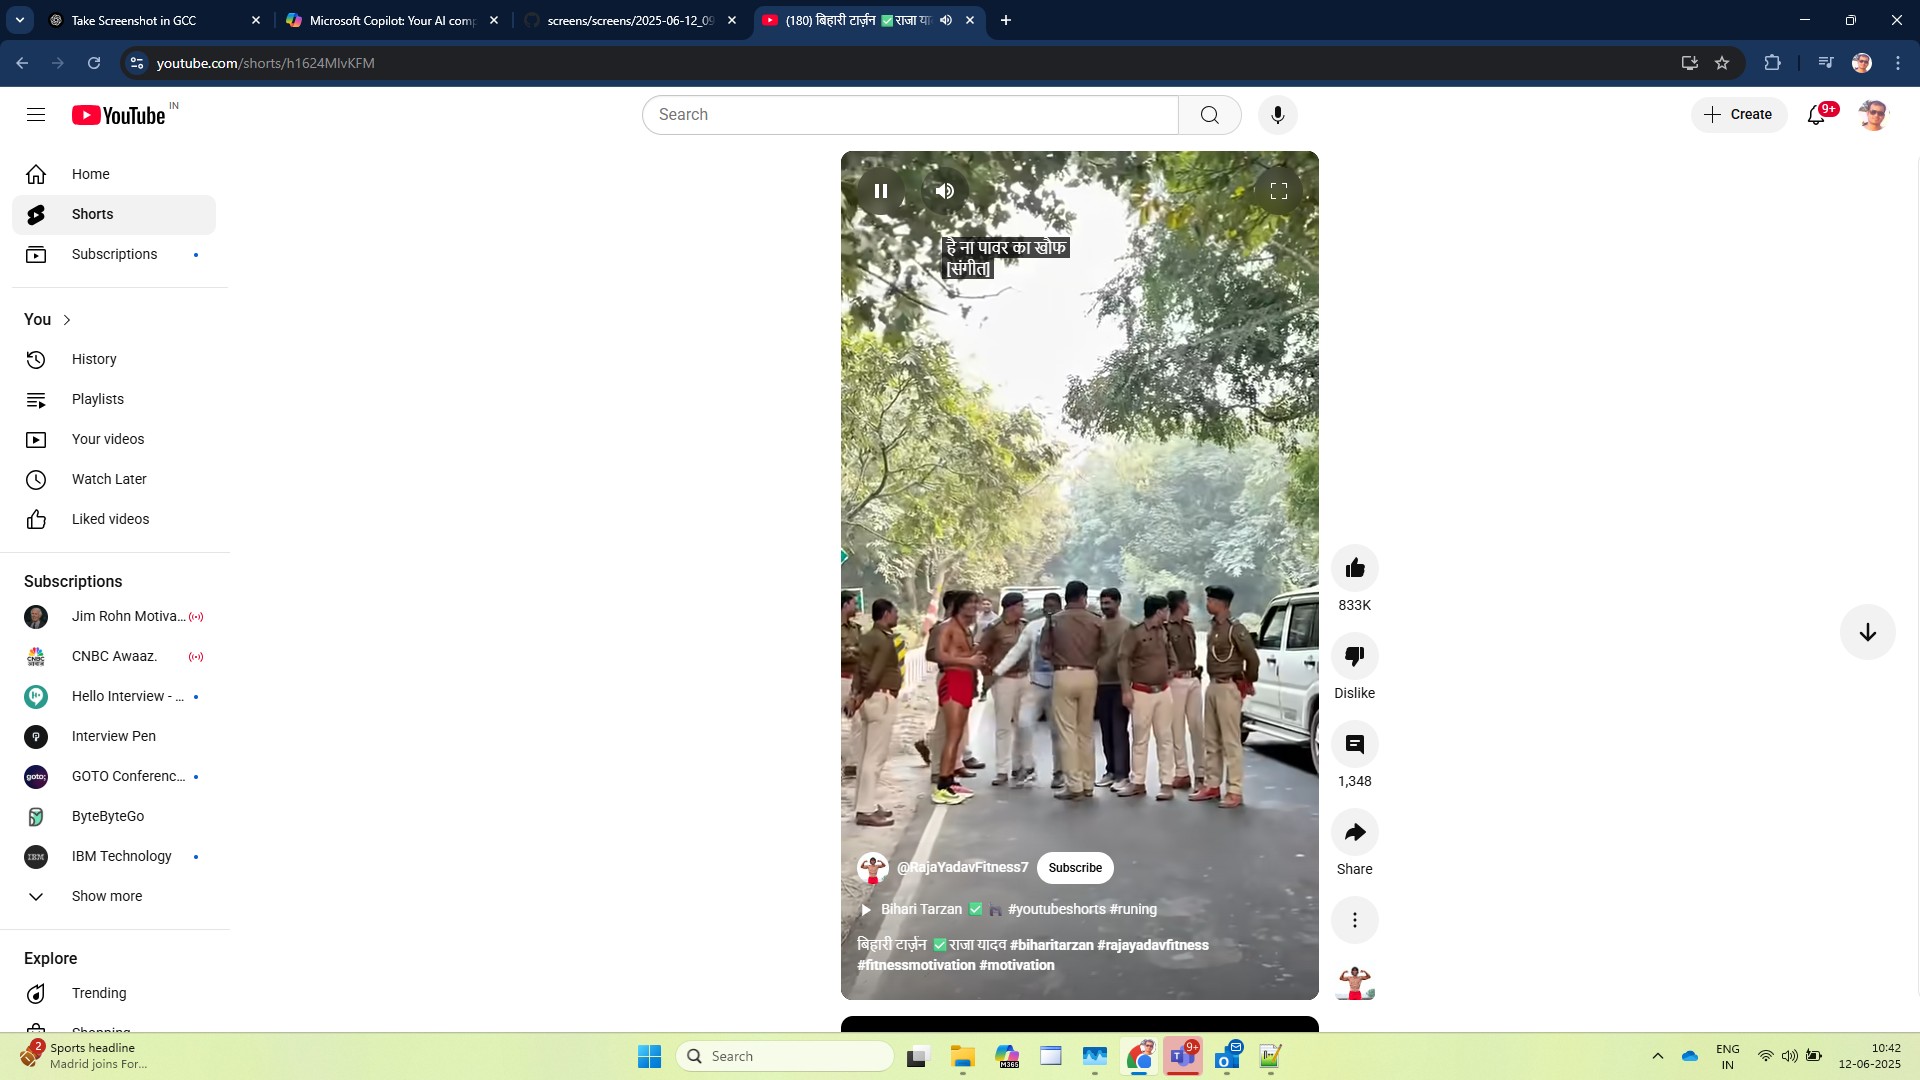 Take Screenshot in GCC
Microsoft Copilot: Your AI comp
screens/screens/2025-06-12_09
(180) बिहारी टार्ज़न ✅ राजा या
youtube.com/shorts/h1624MlvKFM
YouTube IN
Search
Create
9+
Home
Shorts
Subscriptions
You
History
Playlists
Your videos
Watch Later
Liked videos
Subscriptions
Jim Rohn Motiva...
CNBC Awaaz.
Hello Interview - ...
Interview Pen
GOTO Conferenc...
ByteByteGo
IBM Technology
Show more
Explore
Trending
Shopping
है ना पावर का खौफ
[संगीत]
@RajaYadavFitness7
Subscribe
Bihari Tarzan ✅ #youtubeshorts #runing
बिहारी टार्ज़न ✅ राजा यादव #biharitarzan #rajayadavfitness
#fitnessmotivation #motivation
833K
Dislike
1,348
Share
2
Sports headline
Madrid joins For...
Search
M365
9+
ENG
IN
10:42
12-06-2025